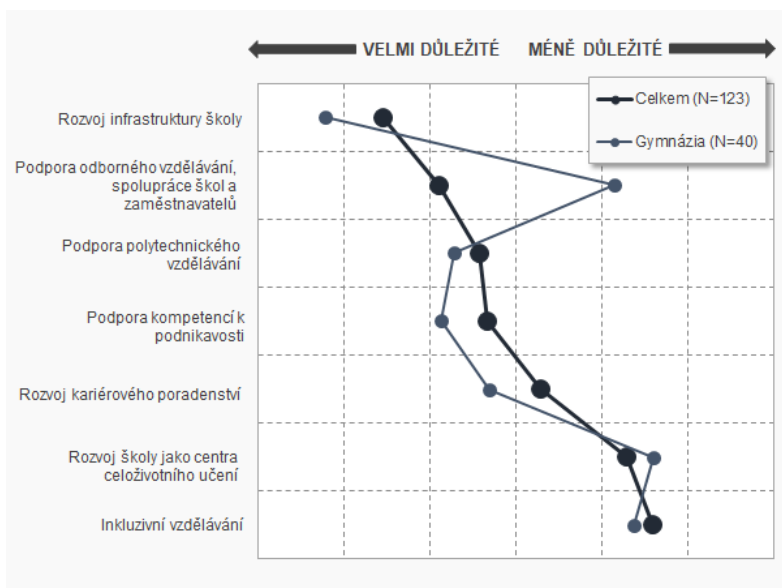 VELMI DŮLEŽITÉ MÉNĚ DŮLEŽITÉ
Celkem (N=123)
Gymnázia (N=40)
Rozvoj infrastruktury školy
Podpora odborného vzdělávání,
spolupráce škol a
zaměstnavatelů
Podpora polytechnického
vzdělávání
Podpora kompetencí k
podnikavosti
Rozvoj kariérového poradenství
Rozvoj školy jako centra
celoživotního učení
Inkluzivní vzdělávání